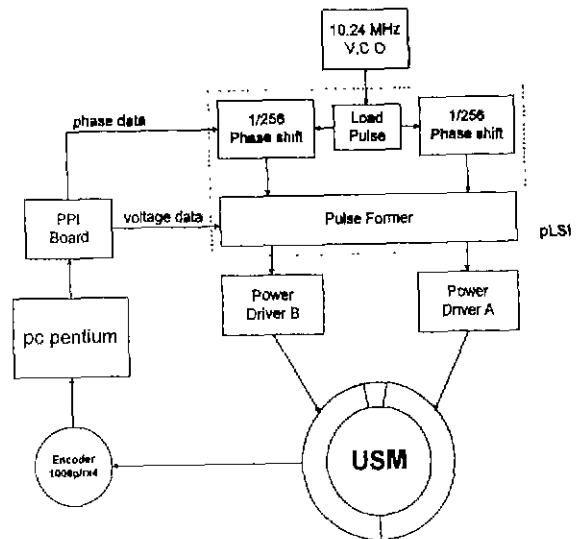 10.24 MHz
V.C O
phase data
1/256
Phase shift
Load
Pulse
1/256
Phase shift
PPI
Board
voltage data
Pulse Former
pLSI
Power
Driver B
Power
Driver A
pc pentium
USM
Encoder
1000p/rx4